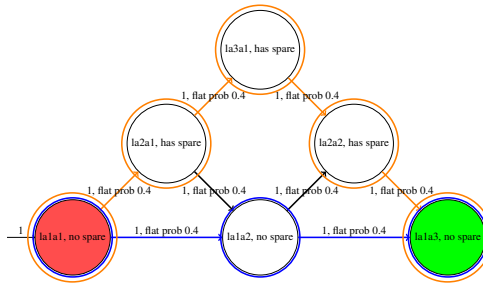 la3a1, has spare
1, flat prob 0.4 1, flat prob 0.4
la2a1, has spare la2a2, has spare
1, flat prob 0.4 1, flat prob 0.4 1, flat prob 0.4 1, flat prob 0.4
1 la1a1, no spare 1, flat prob 0.4 la1a2, no spare 1, flat prob 0.4 la1a3, no spare